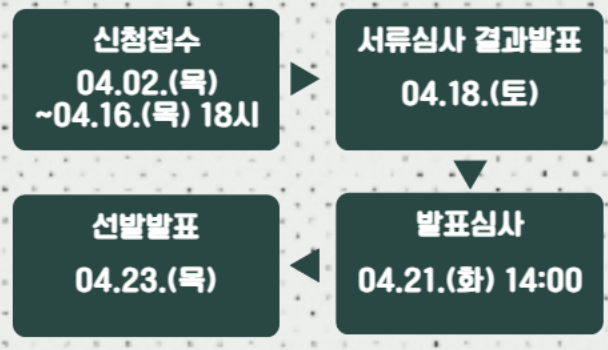 신청접수
04.02.(목)
~04.16.(목) 18시
서류심사 결과발표
04.18.(토)
발표심사
04.21.(화) 14:00
선발발표
04.23.(목)